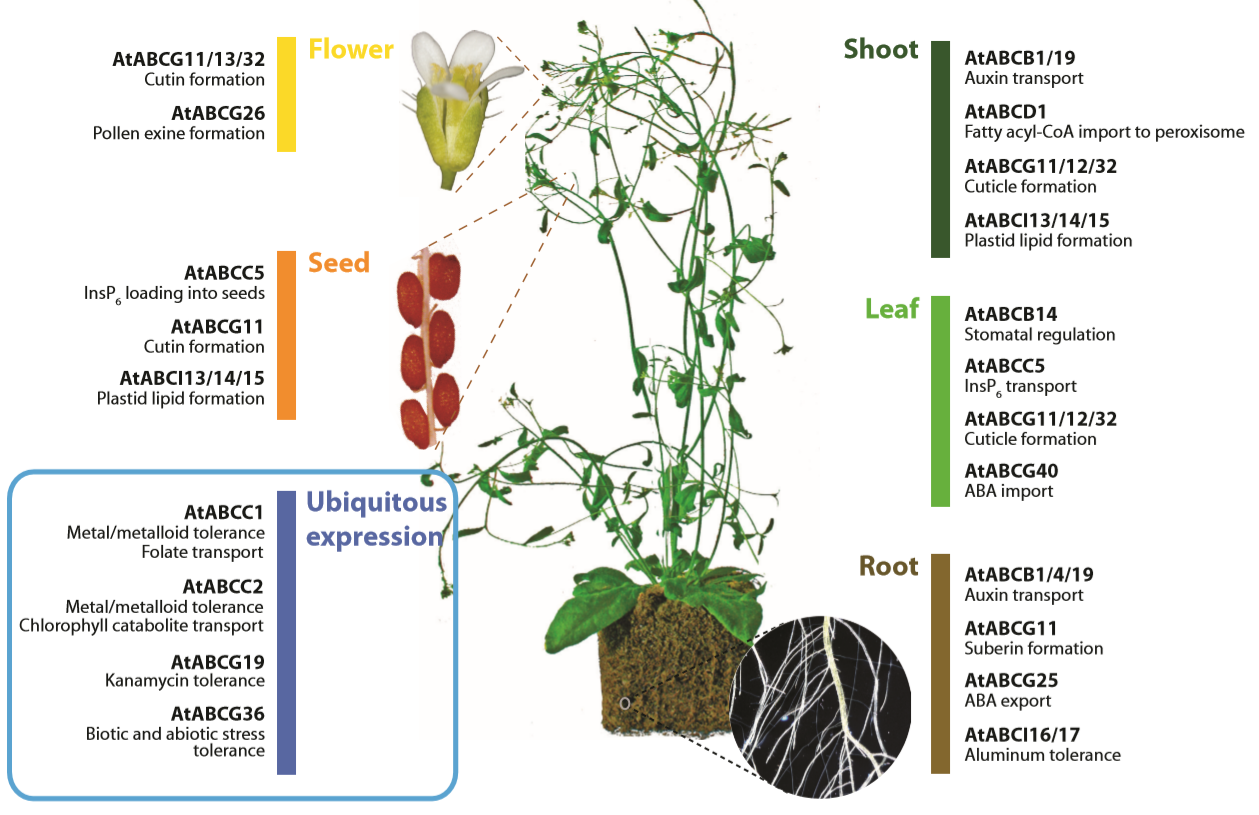 Flower
AtABCG11/13/32
Cutin formation
AtABCG26
Pollen exine formation
Seed
AtABCC5
InsP6 loading into seeds
AtABCG11
Cutin formation
AtABCI13/14/15
Plastid lipid formation
Ubiquitous
expression
AtABCC1
Metal/metalloid tolerance
Folate transport
AtABCC2
Metal/metalloid tolerance
Chlorophyll catabolite transport
AtABCG19
Kanamycin tolerance
AtABCG36
Biotic and abiotic stress
tolerance
Shoot
AtABCB1/19
Auxin transport
AtABCD1
Fatty acyl-CoA import to peroxisome
AtABCG11/12/32
Cuticle formation
AtABCI13/14/15
Plastid lipid formation
Leaf
AtABCB14
Stomatal regulation
AtABCC5
InsP6 transport
AtABCG11/12/32
Cuticle formation
AtABCG40
ABA import
Root
AtABCB1/4/19
Auxin transport
AtABCG11
Suberin formation
AtABCG25
ABA export
AtABCI16/17
Aluminum tolerance